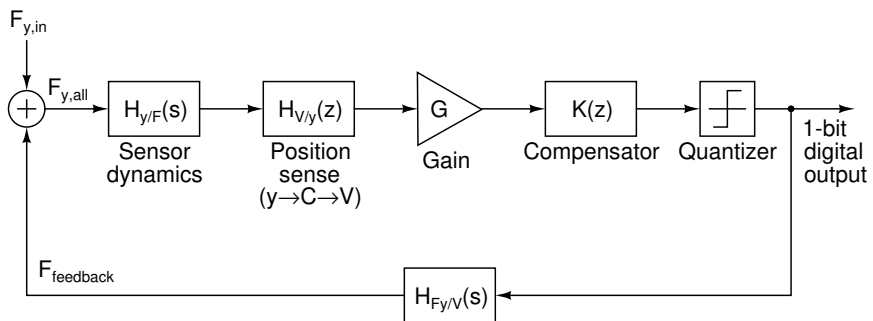 F_y,in
F_y,all
H_y/F(s)
Sensor
dynamics
H_V/y(z)
Position
sense
(y→C→V)
G
Gain
K(z)
Compensator
Quantizer
1-bit
digital
output
F_feedback
H_Fy/V(s)